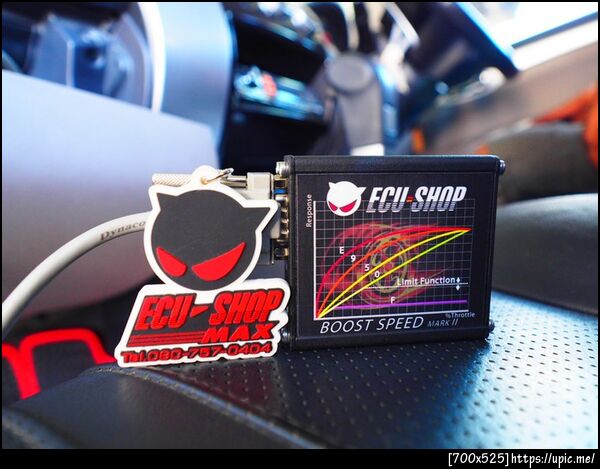 Dynaco
ECU-SHOP
MAX
Tel.080-757-0404
ECU-SHOP
Response
E
9
5
0
Limit Function
F
%Throttle
BOOST SPEED MARK II
[700x525]https://upic.me/